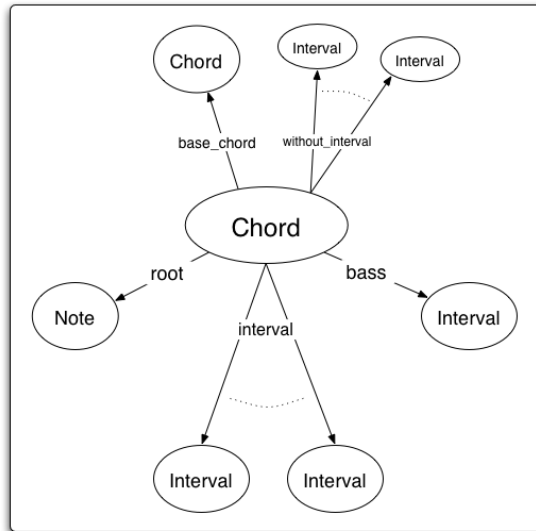 Interval
Chord
Interval
base_chord
without_interval
Chord
root
bass
Note
Interval
interval
Interval
Interval